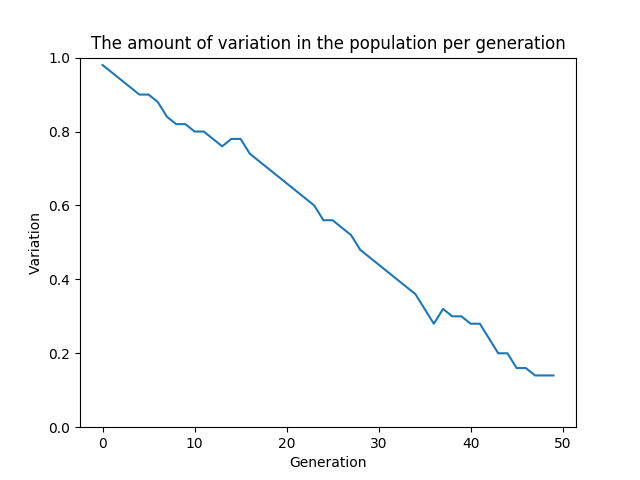 The amount of variation in the population per generation
1.0
0.8
0.6
0.4
0.2
0.0
Variation
0 10 20 30 40 50
Generation